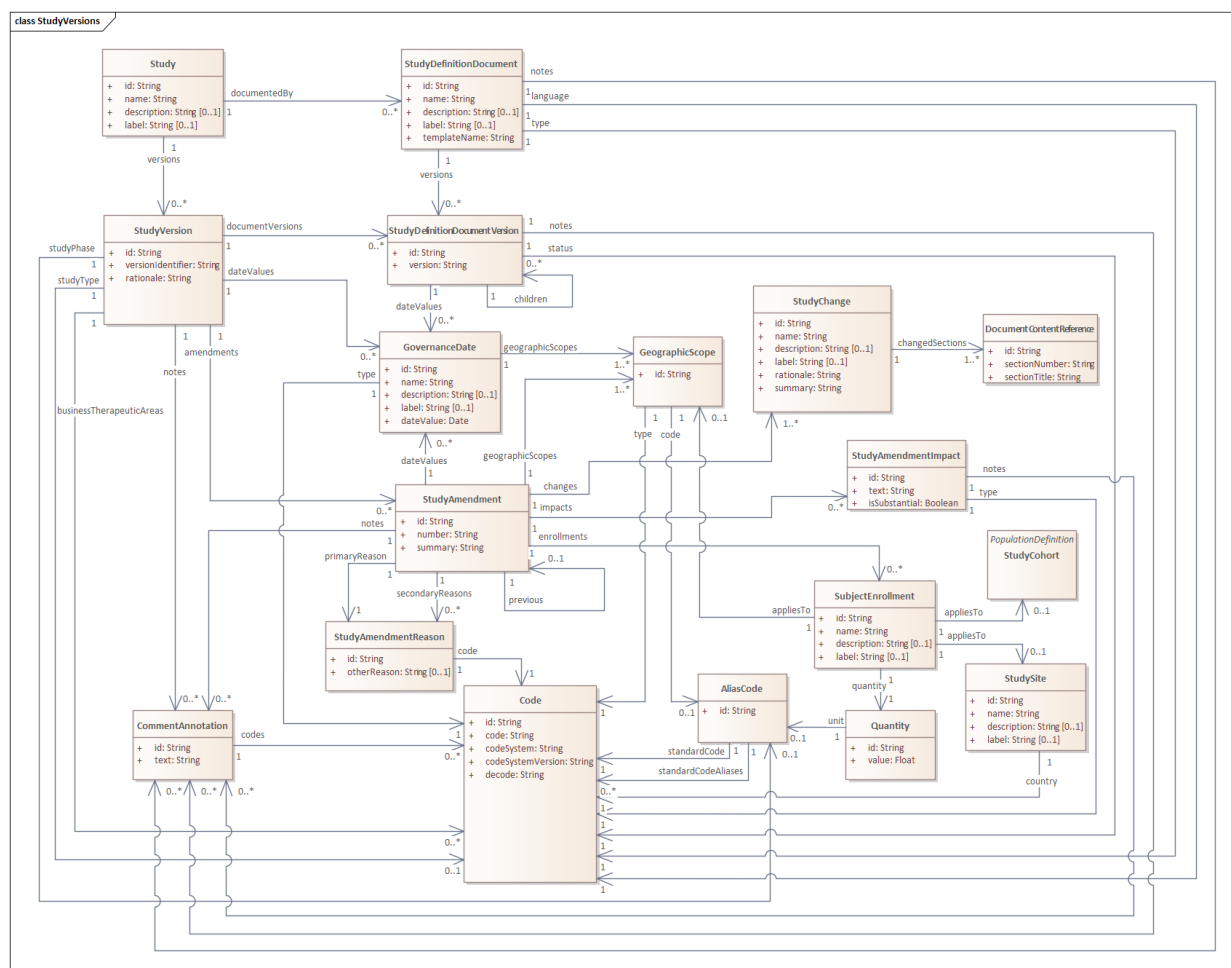 class StudyVersions
Study
+ id: String
+ name: String
+ description: String [0..1]
+ label: String [0..1]
documentedBy
1
0..*
StudyDefinitionDocument
+ id: String
+ name: String
+ description: String [0..1]
+ label: String [0..1]
+ templateName: String
notes
1
language
1
type
1
1
versions
0..*
1
versions
0..*
StudyVersion
+ id: String
+ versionIdentifier: String
+ rationale: String
documentVersions
1
0..*
dateValues
1
0..*
studyPhase
1
studyType
1
1
businessTherapeuticAreas
1
notes
1
amendments
StudyDefinitionDocumentVersion
+ id: String
+ version: String
1
notes
1
status
0..*
1
children
1
dateValues
0..*
GovernanceDate
+ id: String
+ name: String
+ description: String [0..1]
+ label: String [0..1]
+ dateValue: Date
geographicScopes
1
1..*
type
1
0..*
dateValues
1
GeographicScope
+ id: String
1..*
geographicScopes
1
1
type
1
code
0..1
StudyChange
+ id: String
+ name: String
+ description: String [0..1]
+ label: String [0..1]
+ rationale: String
+ summary: String
changedSections
1
1..*
1..*
DocumentContentReference
+ id: String
+ sectionNumber: String
+ sectionTitle: String
StudyAmendmentImpact
+ id: String
+ text: String
+ isSubstantial: Boolean
notes
1
type
1
0..*
StudyAmendment
+ id: String
+ number: String
+ summary: String
changes
1
impacts
1
enrollments
1
0..*
0..1
1
previous
0..*
notes
1
primaryReason
1
1
1
secondaryReasons
0..*
PopulationDefinition
StudyCohort
0..1
SubjectEnrollment
+ id: String
+ name: String
+ description: String [0..1]
+ label: String [0..1]
appliesTo
1
appliesTo
1
appliesTo
1
0..1
quantity
1
1
StudyAmendmentReason
+ id: String
+ otherReason: String [0..1]
code
1
1
StudySite
+ id: String
+ name: String
+ description: String [0..1]
+ label: String [0..1]
1
country
AliasCode
+ id: String
0..1
unit
0..1
1
Quantity
+ id: String
+ value: Float
standardCode
1
1
standardCodeAliases
1
0..*
0..1
Code
+ id: String
+ code: String
+ codeSystem: String
+ codeSystemVersion: String
+ decode: String
1
1
0..*
0..*
0..1
1
1
1
1
1
CommentAnnotation
+ id: String
+ text: String
codes
1
0..*
0..*
0..*
0..*
0..*